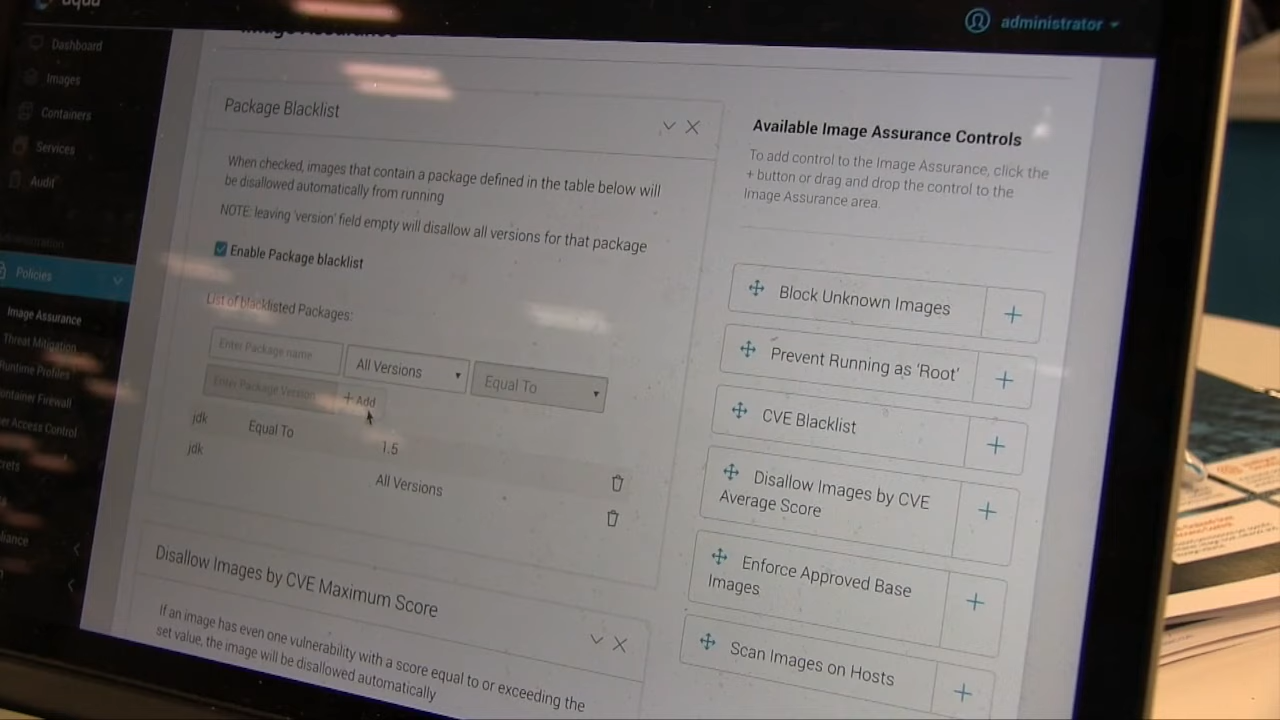 aqua
administrator
Dashboard
Images
Containers
Services
Audit
Policies
Image Assurance
Threat Mitigation
Runtime Profiles
Container Firewall
Access Control
Image Assurance
Package Blacklist
When checked, images that contain a package defined in the table below will
be disallowed automatically from running
NOTE: leaving 'version' field empty will disallow all versions for that package
Enable Package blacklist
List of blacklisted Packages:
Enter Package name
All Versions
Equal To
Enter Package Version
+ Add
jdk
Equal To
1.5
jdk
All Versions
Disallow Images by CVE Maximum Score
If an image has even one vulnerability with a score equal to or exceeding the
set value, the image will be disallowed automatically
Available Image Assurance Controls
To add control to the Image Assurance, click the
+ button or drag and drop the control to the
Image Assurance area.
Block Unknown Images
Prevent Running as 'Root'
CVE Blacklist
Disallow Images by CVE
Average Score
Enforce Approved Base
Images
Scan Images on Hosts